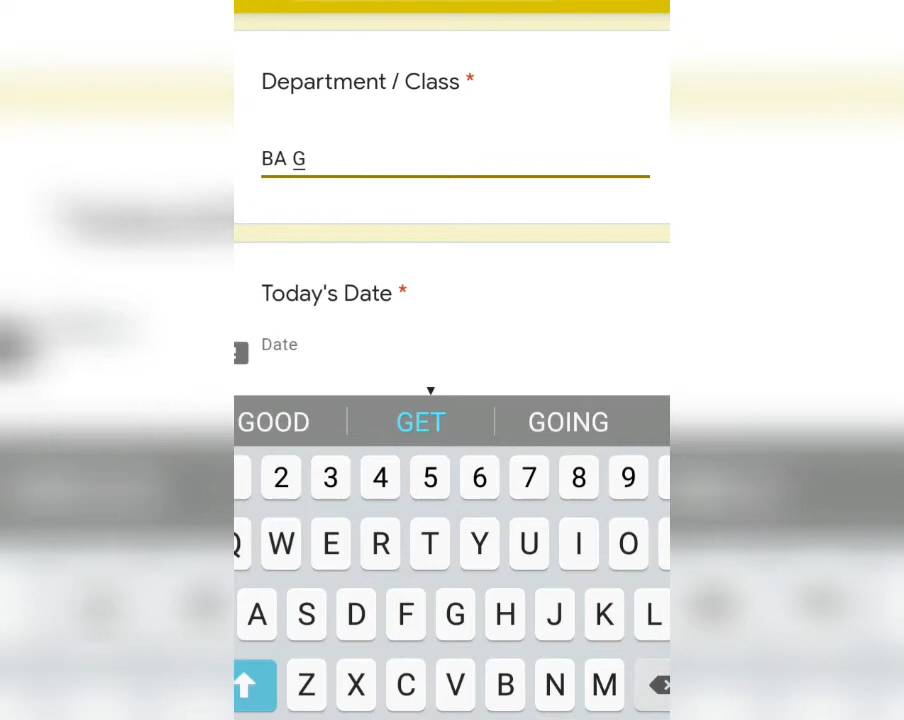 Department / Class *
BA G
Today's Date *
Date
GOOD GET GOING
2 3 4 5 6 7 8 9
Q W E R T Y U I O
A S D F G H J K L
Z X C V B N M